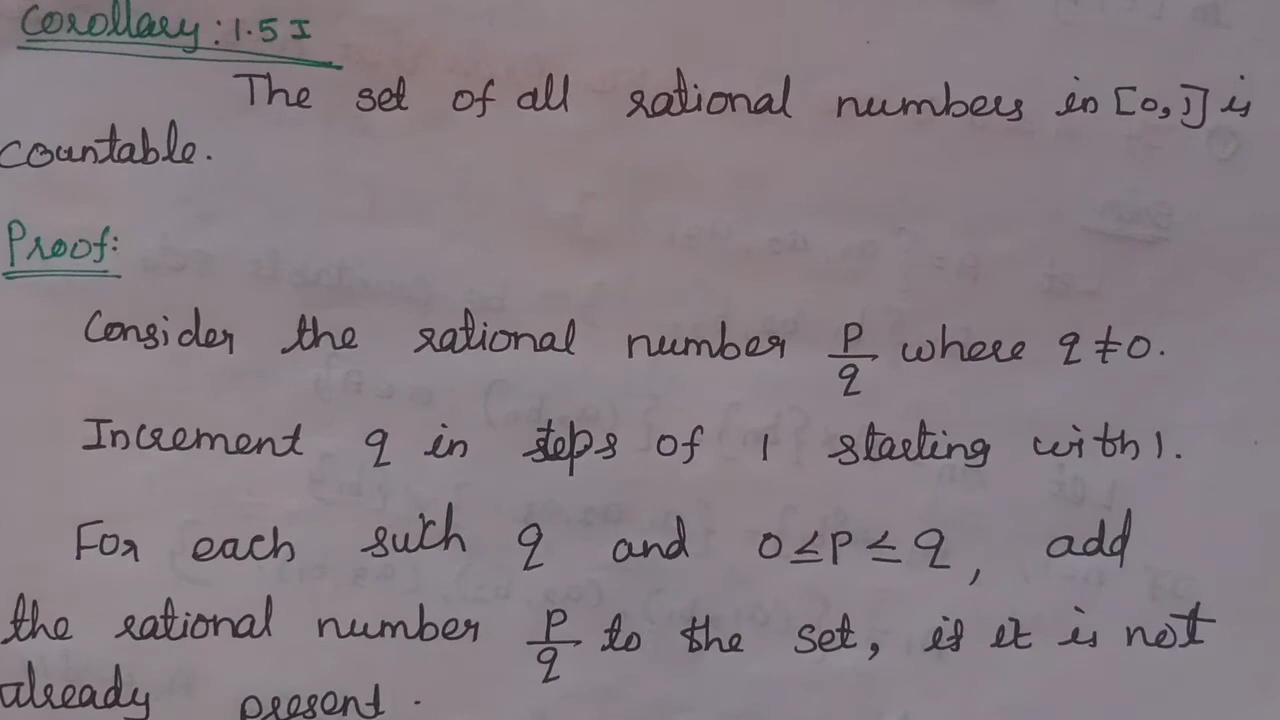 Corollary: 1.5 I
The set of all rational numbers in [0,1] is
countable.
Proof:
Consider the rational number p/q where q≠0.
Increment q in steps of 1 starting with 1.
For each such q and 0≤p≤q, add
the rational number p/q to the set, if it is not
already present.